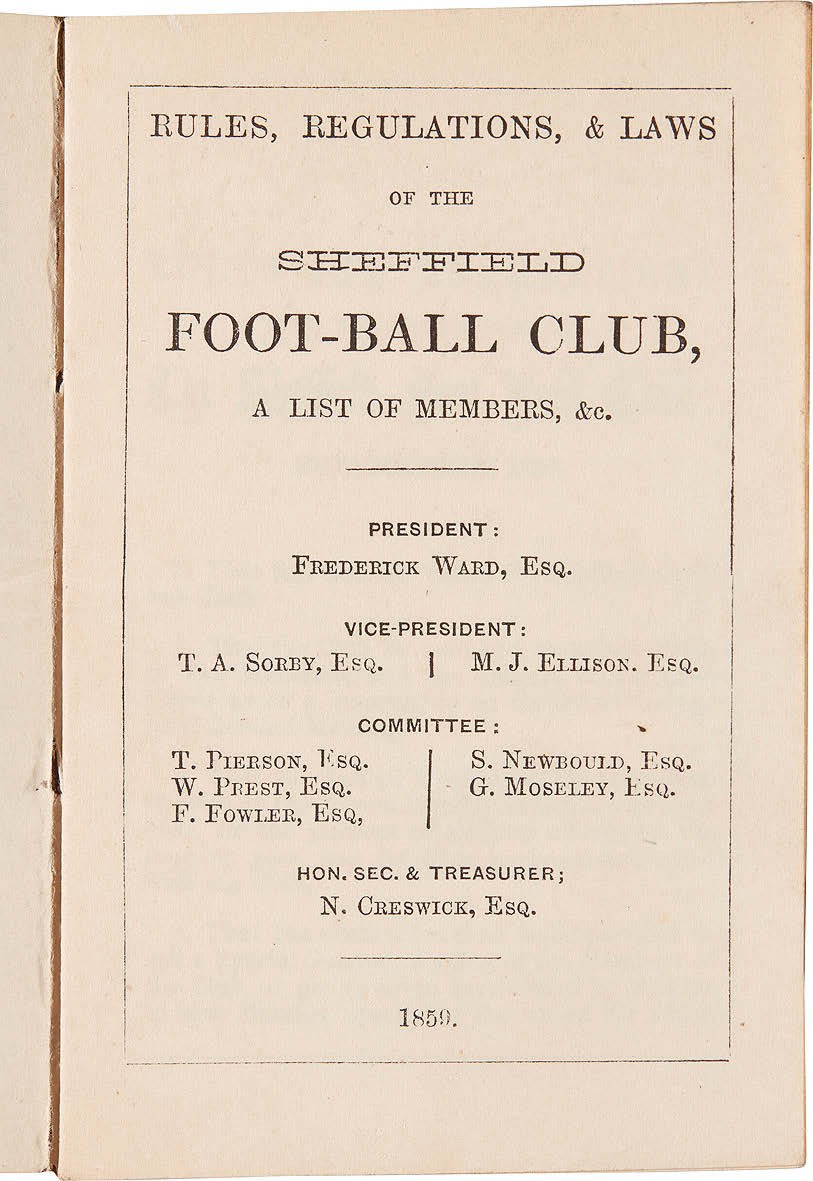 RULES, REGULATIONS, & LAWS
OF THE
SHEFFIELD
FOOT-BALL CLUB,
A LIST OF MEMBERS, &c.
PRESIDENT:
FREDERICK WARD, ESQ.
VICE-PRESIDENT:
T. A. SORBY, ESQ. | M. J. ELLISON. ESQ.
COMMITTEE:
T. PIERSON, ESQ. | S. NEWBOULD, ESQ.
W. PREST, ESQ. | G. MOSELEY, ESQ.
F. FOWLER, ESQ,
HON. SEC. & TREASURER;
N. CRESWICK, ESQ.
1859.